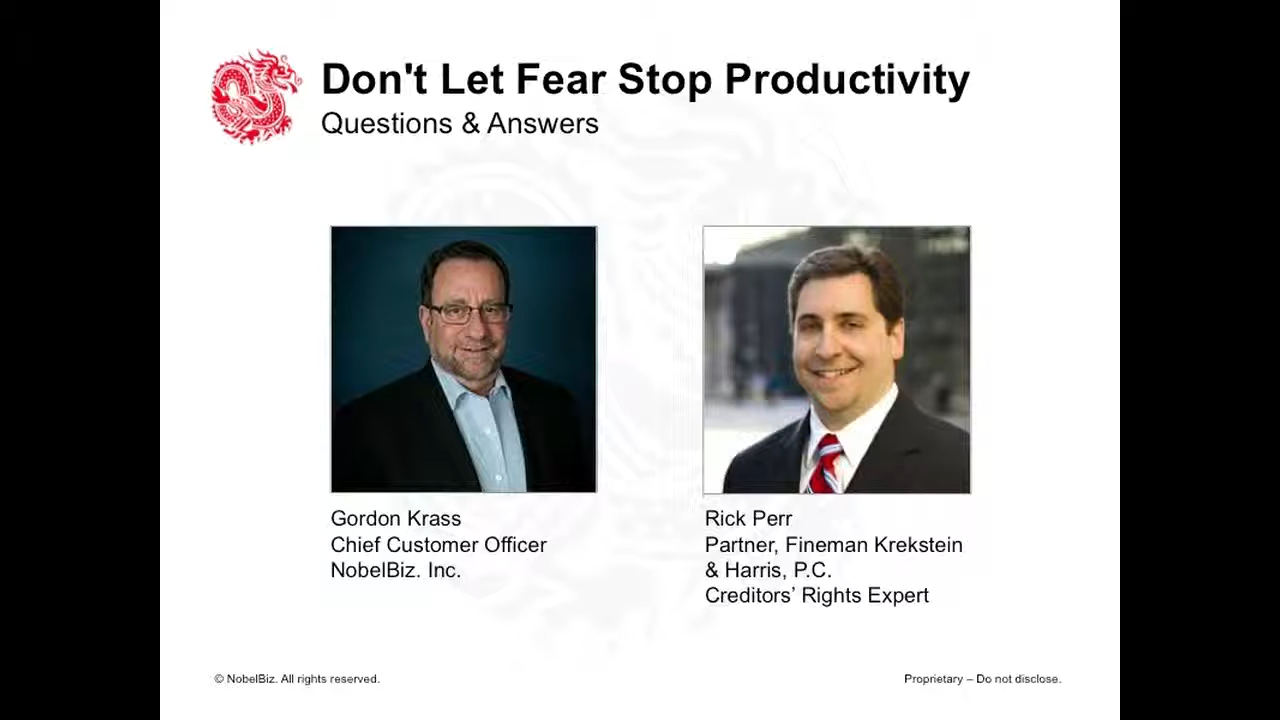 Don't Let Fear Stop Productivity
Questions & Answers
Gordon Krass
Chief Customer Officer
NobelBiz. Inc.
Rick Perr
Partner, Fineman Krekstein
& Harris, P.C.
Creditors’ Rights Expert
© NobelBiz. All rights reserved.
Proprietary – Do not disclose.